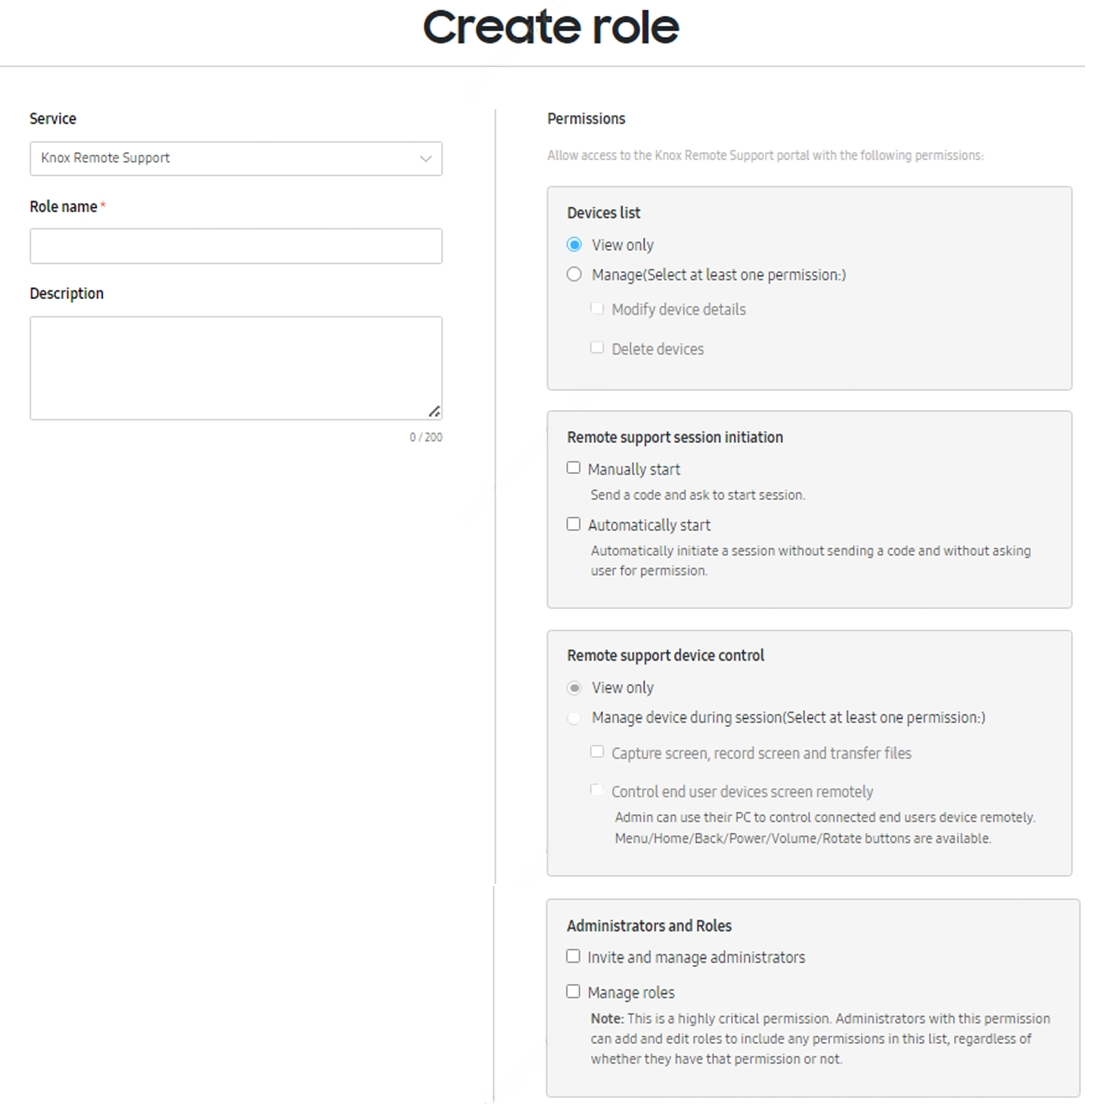 Create role
Service
Knox Remote Support
Role name *
Description
0 / 200
Permissions
Allow access to the Knox Remote Support portal with the following permissions:
Devices list
View only
Manage(Select at least one permission:)
Modify device details
Delete devices
Remote support session initiation
Manually start
Send a code and ask to start session.
Automatically start
Automatically initiate a session without sending a code and without asking
user for permission.
Remote support device control
View only
Manage device during session(Select at least one permission:)
Capture screen, record screen and transfer files
Control end user devices screen remotely
Admin can use their PC to control connected end users device remotely.
Menu/Home/Back/Power/Volume/Rotate buttons are available.
Administrators and Roles
Invite and manage administrators
Manage roles
Note: This is a highly critical permission. Administrators with this permission
can add and edit roles to include any permissions in this list, regardless of
whether they have that permission or not.